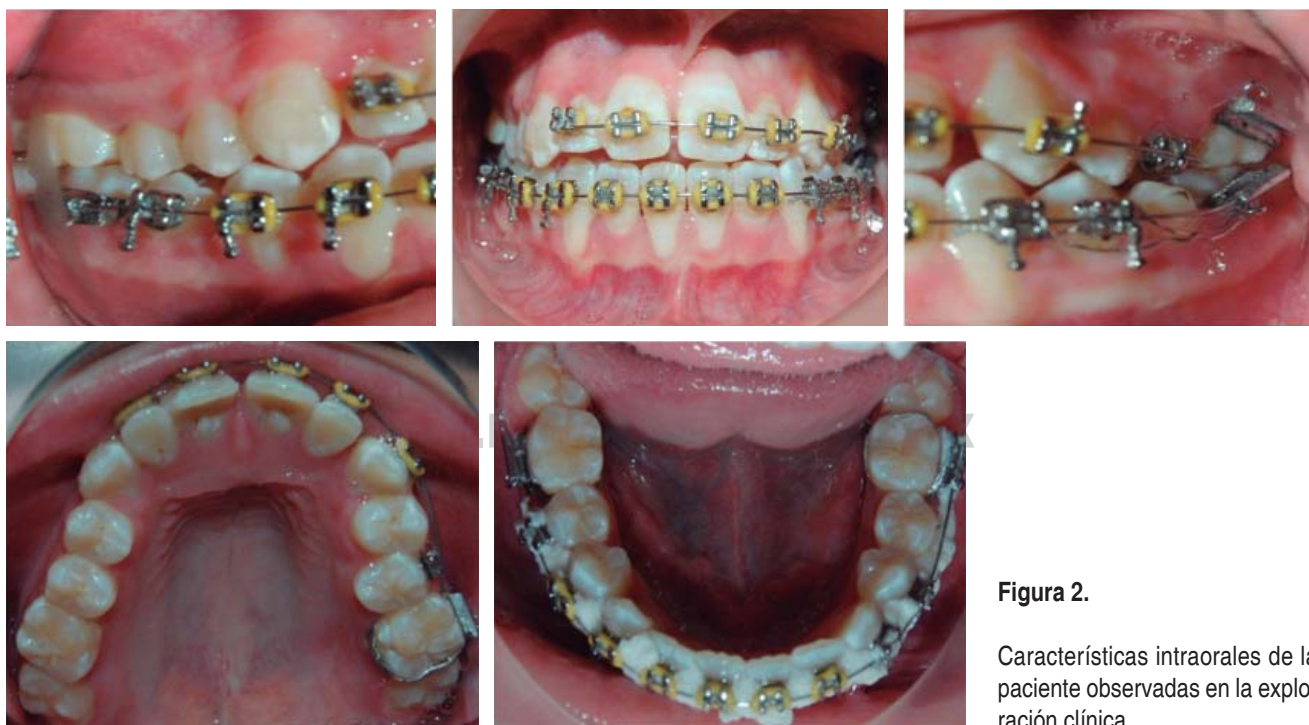 Figura 2.
Características intraorales de la
paciente observadas en la explo-
ración clínica.